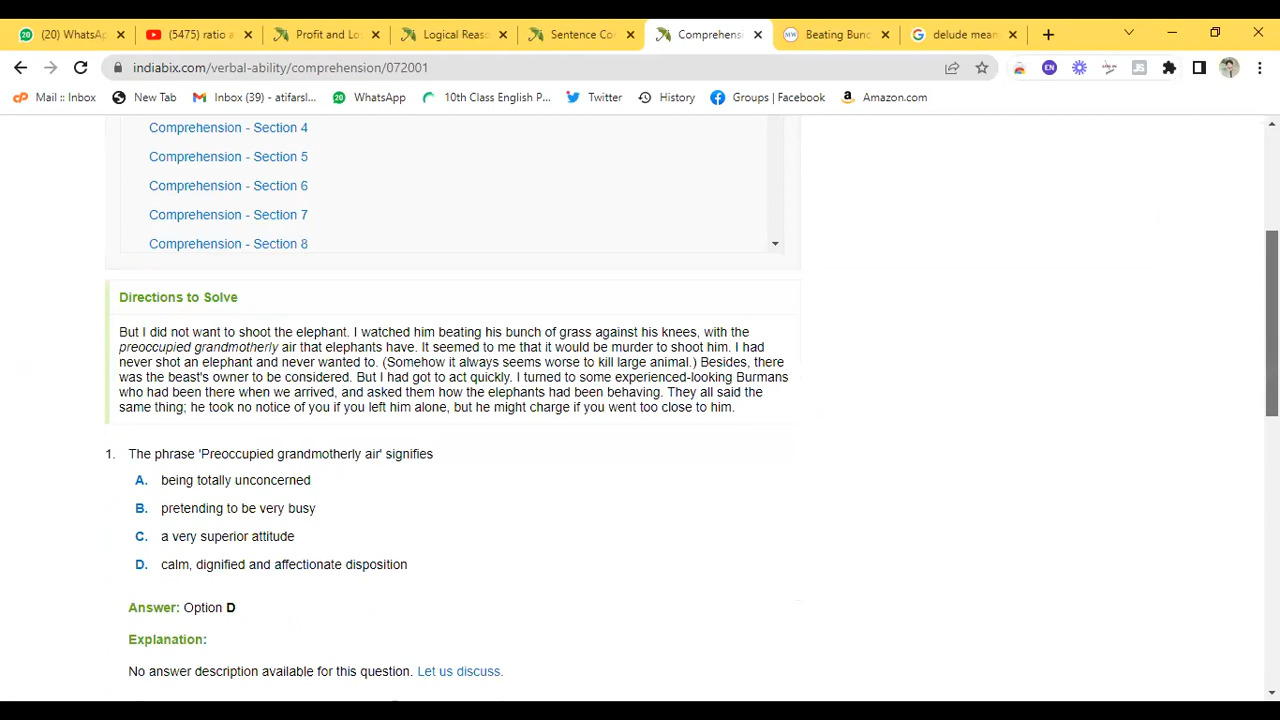 (20) WhatsA
(5475) ratio a
Profit and Lo
Logical Reaso
Sentence Co
Comprehensi
MW
Beating Bunc
delude mean
indiabix.com/verbal-ability/comprehension/072001
Mail :: Inbox
New Tab
Inbox (39) - atifarsl...
WhatsApp
10th Class English P...
Twitter
History
Groups | Facebook
Amazon.com
Comprehension - Section 4
Comprehension - Section 5
Comprehension - Section 6
Comprehension - Section 7
Comprehension - Section 8
Directions to Solve
But I did not want to shoot the elephant. I watched him beating his bunch of grass against his knees, with the
preoccupied grandmotherly air that elephants have. It seemed to me that it would be murder to shoot him. I had
never shot an elephant and never wanted to. (Somehow it always seems worse to kill large animal.) Besides, there
was the beast's owner to be considered. But I had got to act quickly. I turned to some experienced-looking Burmans
who had been there when we arrived, and asked them how the elephants had been behaving. They all said the
same thing; he took no notice of you if you left him alone, but he might charge if you went too close to him.
1. The phrase 'Preoccupied grandmotherly air' signifies
A. being totally unconcerned
B. pretending to be very busy
C. a very superior attitude
D. calm, dignified and affectionate disposition
Answer: Option D
Explanation:
No answer description available for this question. Let us discuss.